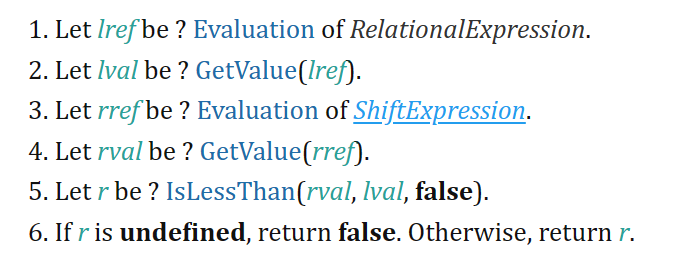 1. Let lref be ? Evaluation of RelationalExpression.
2. Let lval be ? GetValue(lref).
3. Let rref be ? Evaluation of ShiftExpression.
4. Let rval be ? GetValue(rref).
5. Let r be ? IsLessThan(rval, lval, false).
6. If r is undefined, return false. Otherwise, return r.